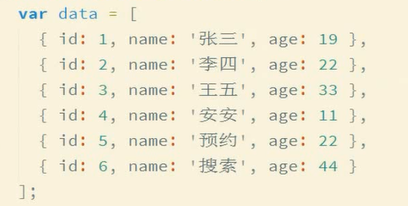 var data = [
{ id: 1, name: '张三', age: 19 },
{ id: 2, name: '李四', age: 22 },
{ id: 3, name: '王五', age: 33 },
{ id: 4, name: '安安', age: 11 },
{ id: 5, name: '预约', age: 22 },
{ id: 6, name: '搜索', age: 44 }
];